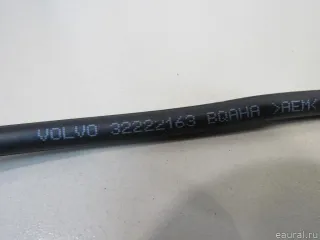 VOLVO 32222163 BQAHA >AEM<
eaural.ru ©